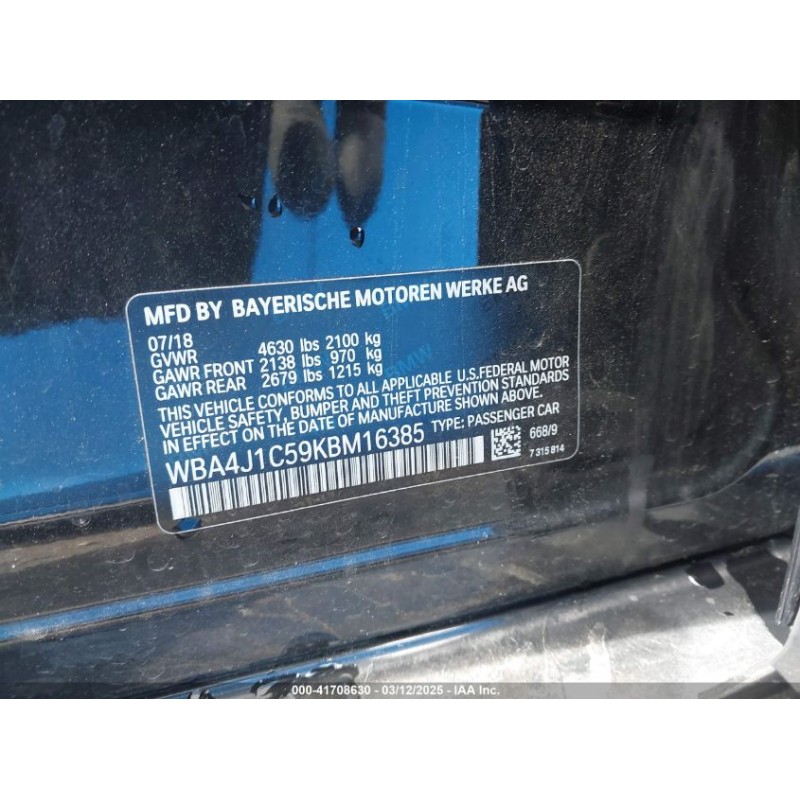 MFD BY BAYERISCHE MOTOREN WERKE AG
07/18
GVWR 4630 lbs 2100 kg
GAWR FRONT 2138 lbs 970 kg
GAWR REAR 2679 lbs 1215 kg
THIS VEHICLE CONFORMS TO ALL APPLICABLE U.S.FEDERAL MOTOR
VEHICLE SAFETY, BUMPER AND THEFT PREVENTION STANDARDS
IN EFFECT ON THE DATE OF MANUFACTURE SHOWN ABOVE.
WBA4J1C59KBM16385 TYPE: PASSENGER CAR
668/9
7 315 814
BMW
000-41708630 - 03/12/2025 - IAA Inc.